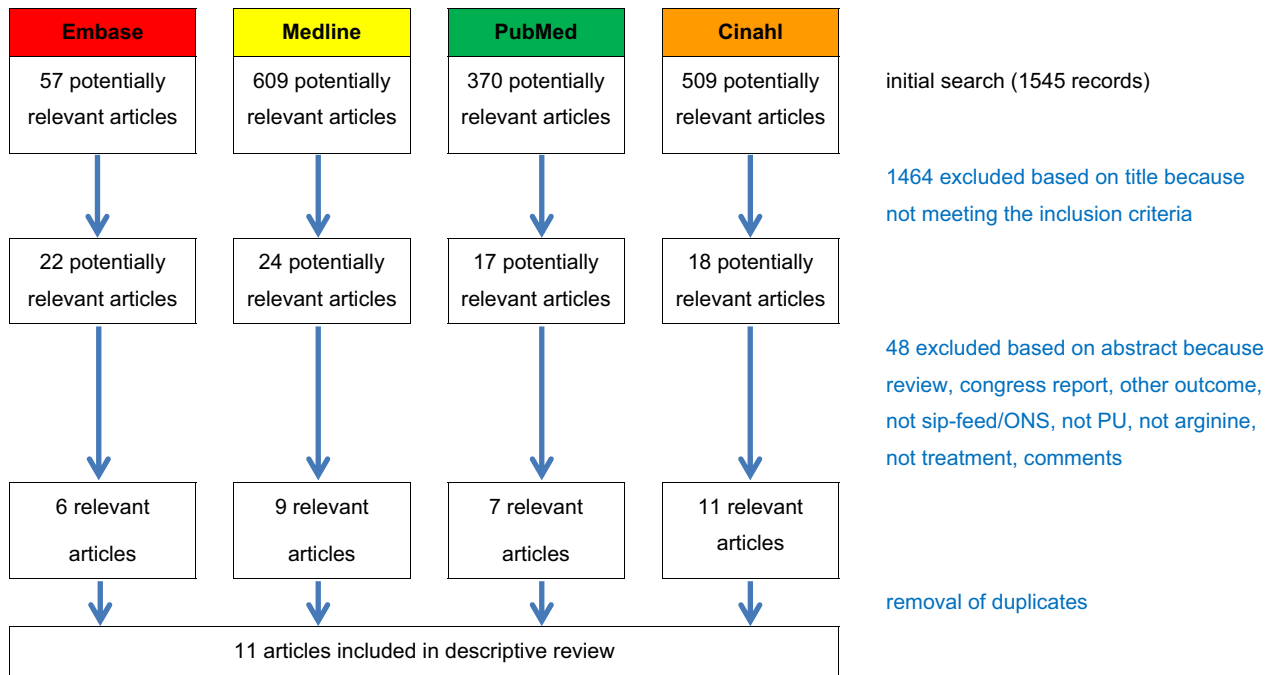 Embase
57 potentially
relevant articles
Medline
609 potentially
relevant articles
PubMed
370 potentially
relevant articles
Cinahl
509 potentially
relevant articles
initial search (1545 records)
1464 excluded based on title because
not meeting the inclusion criteria
22 potentially
relevant articles
24 potentially
relevant articles
17 potentially
relevant articles
18 potentially
relevant articles
48 excluded based on abstract because
review, congress report, other outcome,
not sip-feed/ONS, not PU, not arginine,
not treatment, comments
6 relevant
articles
9 relevant
articles
7 relevant
articles
11 relevant
articles
removal of duplicates
11 articles included in descriptive review